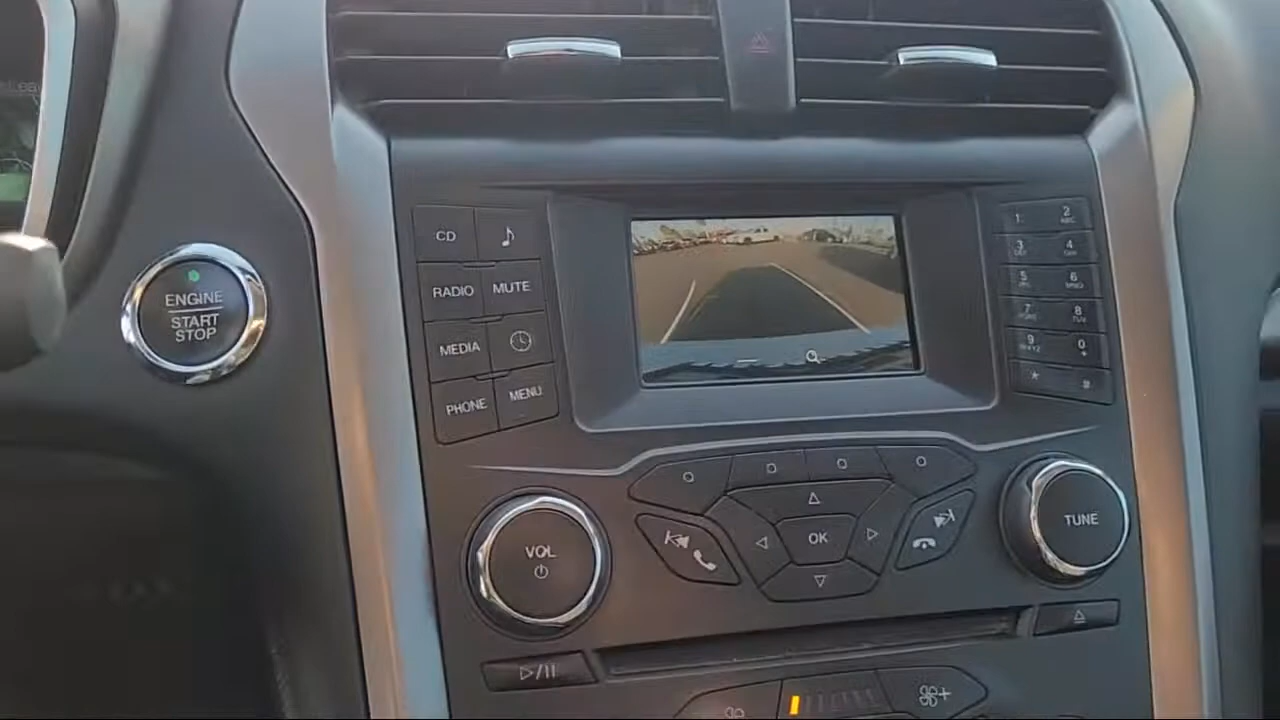 ENGINE
START
STOP
CD
RADIO
MUTE
MEDIA
PHONE
MENU
1
2
ABC
3
4
5
6
7
8
9
0
+
*
#
VOL
OK
TUNE